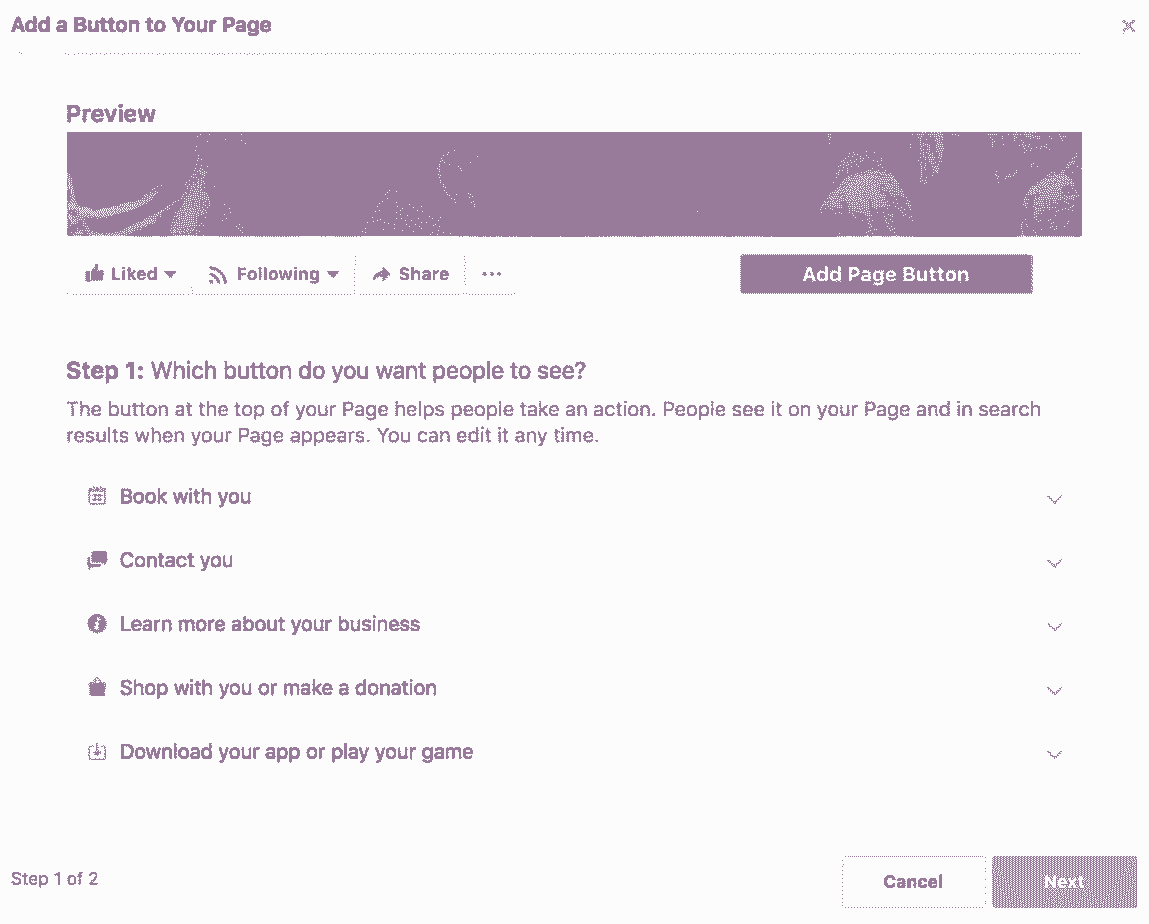 Add a Button to Your Page
Preview
Liked Following Share ... Add Page Button
Step 1: Which button do you want people to see?
The button at the top of your Page helps people take an action. People see it on your Page and in search
results when your Page appears. You can edit it any time.
Book with you
Contact you
Learn more about your business
Shop with you or make a donation
Download your app or play your game
Step 1 of 2 Cancel Next